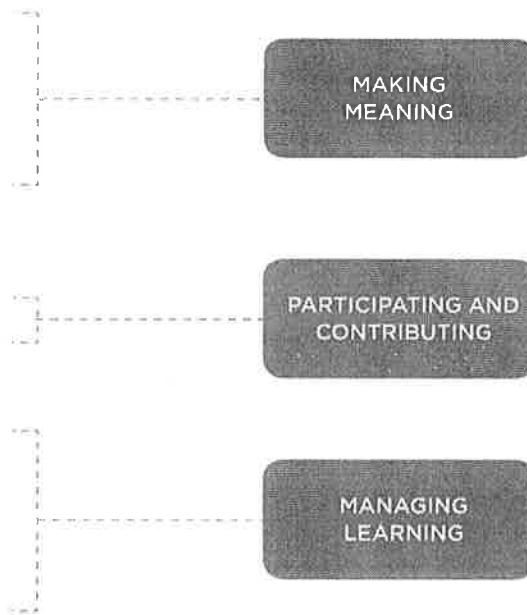 MAKING
MEANING
PARTICIPATING AND
CONTRIBUTING
MANAGING
LEARNING